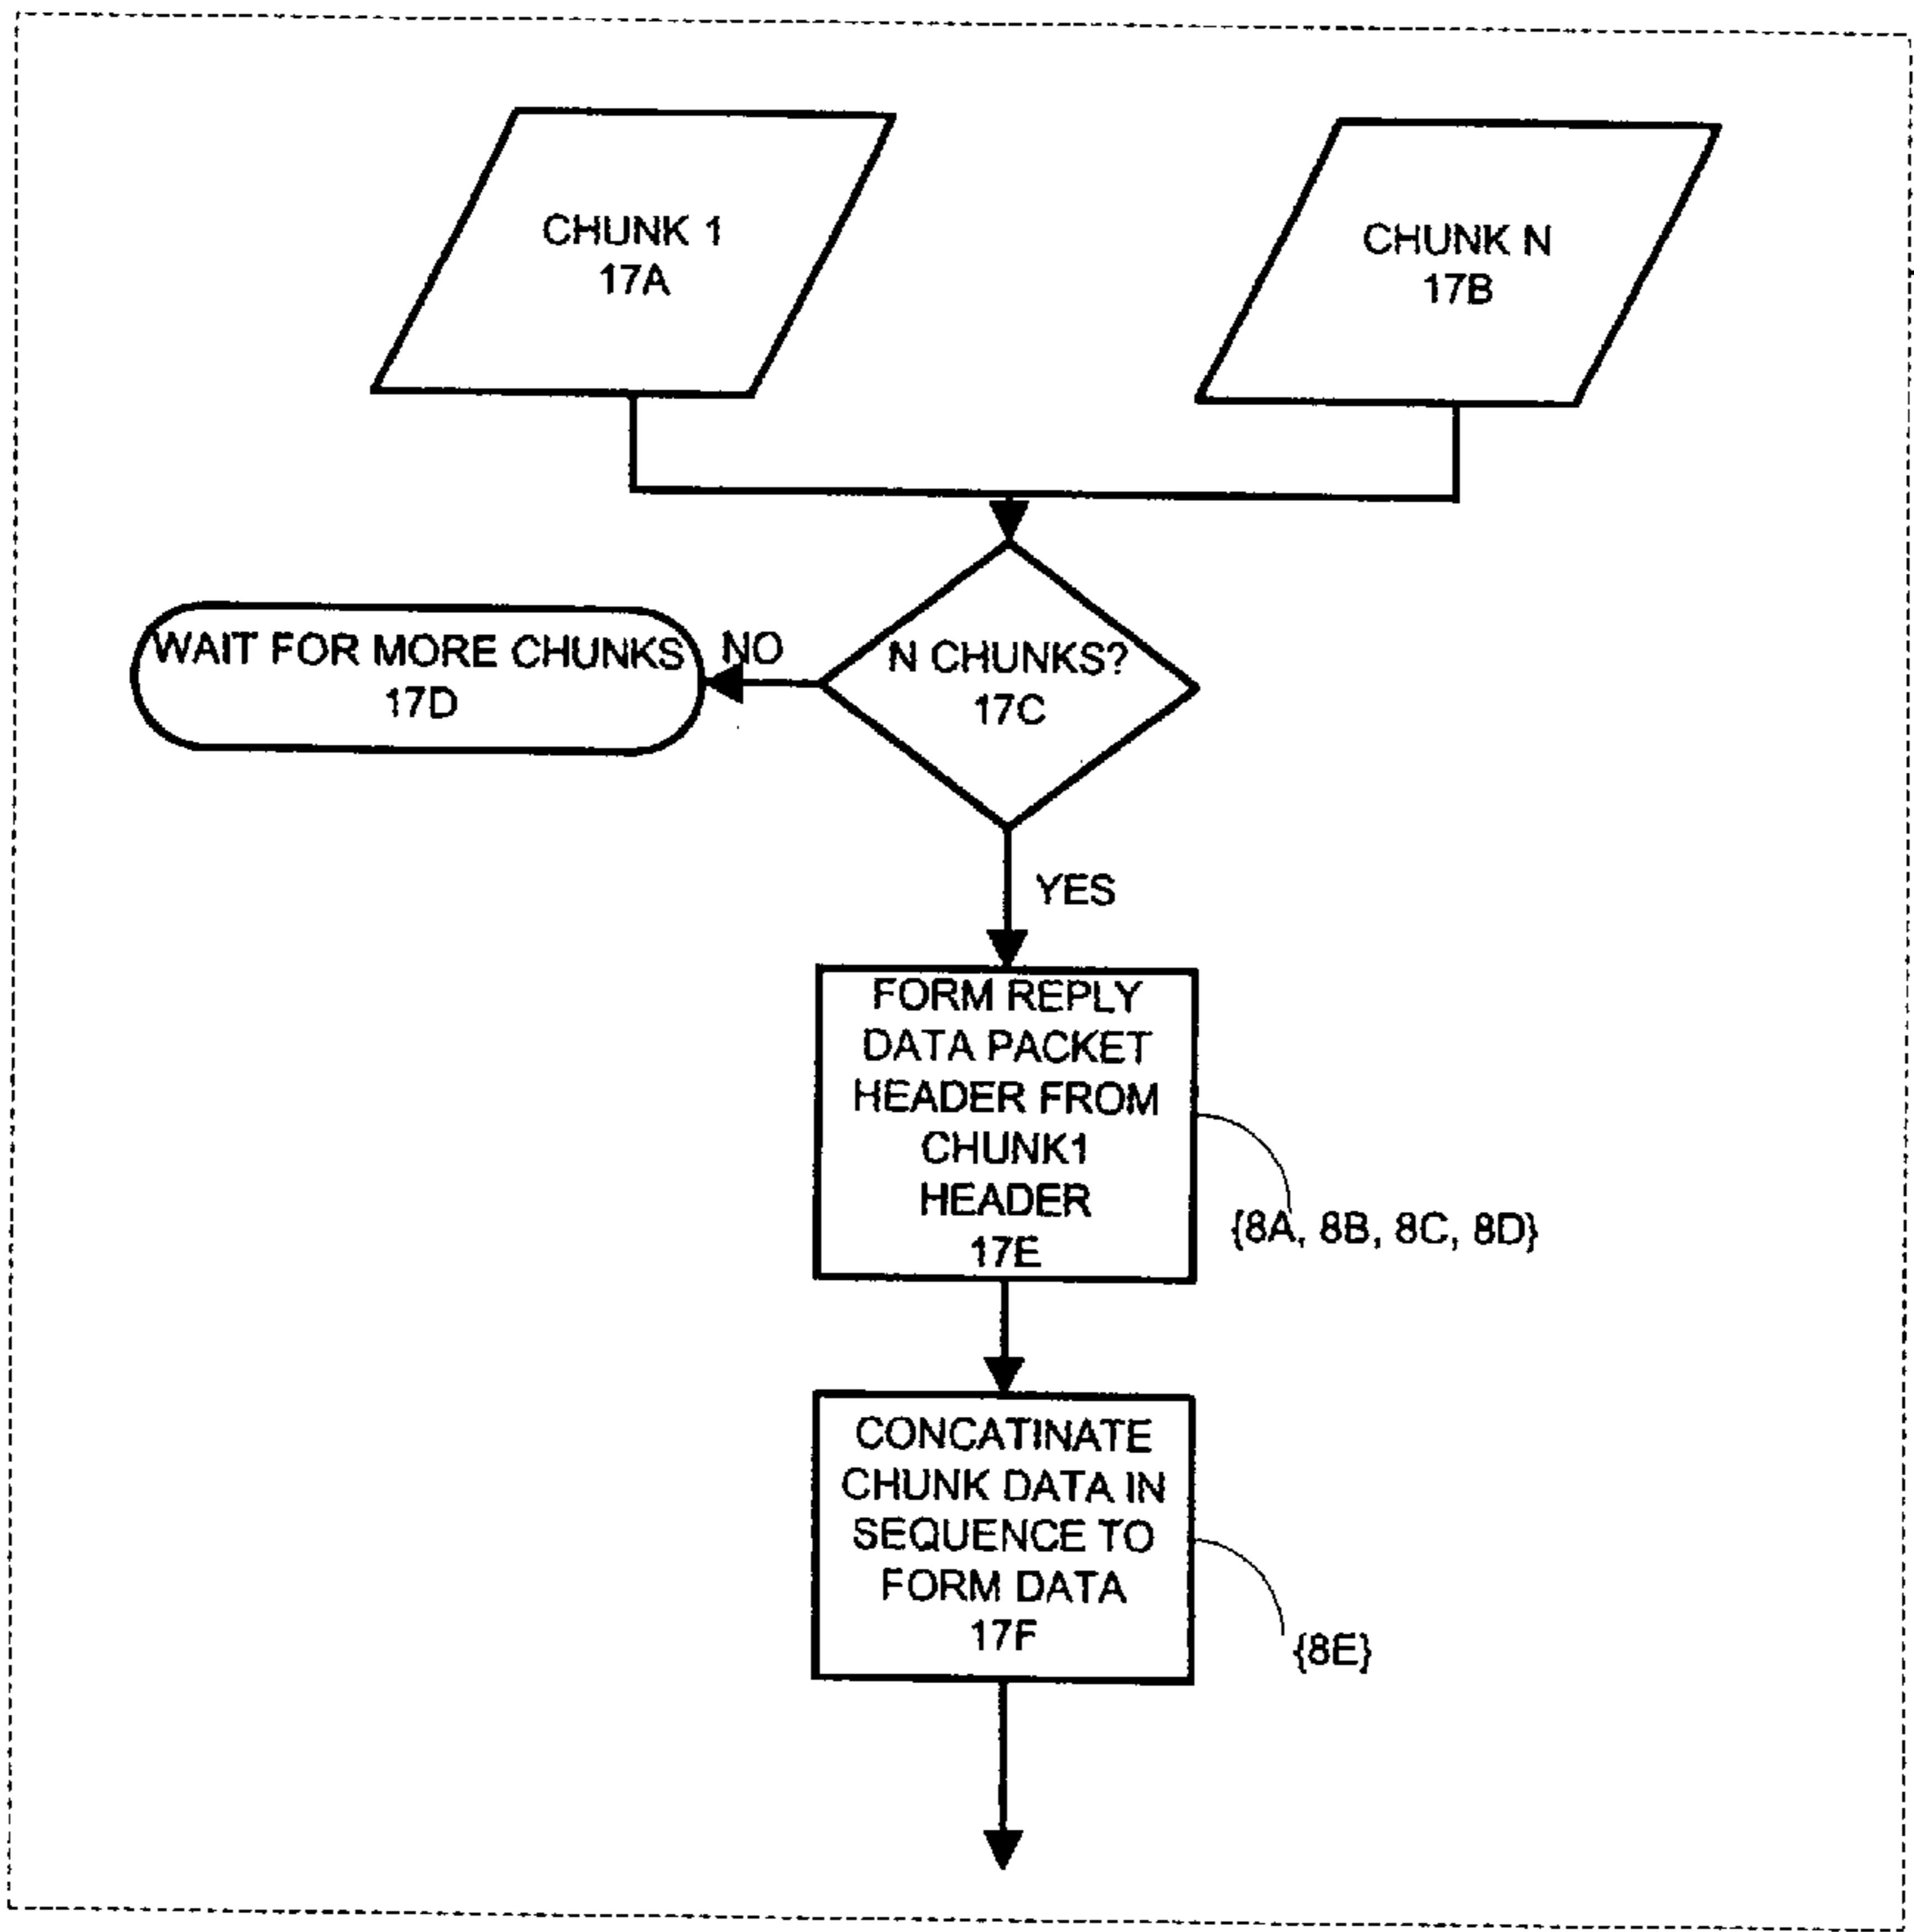 CHUNK 1
17A
CHUNK N
17B
WAIT FOR MORE CHUNKS
17D
NO
N CHUNKS?
17C
YES
FORM REPLY
DATA PACKET
HEADER FROM
CHUNK1
HEADER
17E
{8A, 8B, 8C, 8D}
CONCATINATE
CHUNK DATA IN
SEQUENCE TO
FORM DATA
17F
{8E}